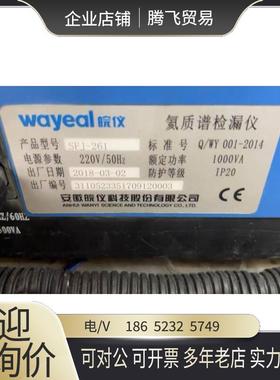 企业店铺 | 腾飞贸易
wayeal 皖仪
氦质谱检漏仪
产品型号 SFJ-261 标准号 Q/WY 001-2014
电源参数 220V/50Hz 额定功率 1000VA
出厂日期 2018-03-02 防护等级 IP20
出厂编号 3110523351709120003
安徽皖仪科技股份有限公司
ANHUI WANYI SCIENCE AND TECHNOLOGY CO.,LTD.
Z/60HZ
00VA
迎
询价
电/V 186 5232 5749
可对公 可开票 多年老店 实力